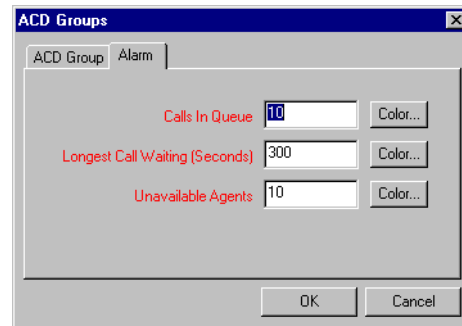 ACD Groups
ACD Group Alarm
Calls In Queue 10 Color...
Longest Call Waiting (Seconds) 300 Color...
Unavailable Agents 10 Color...
OK Cancel